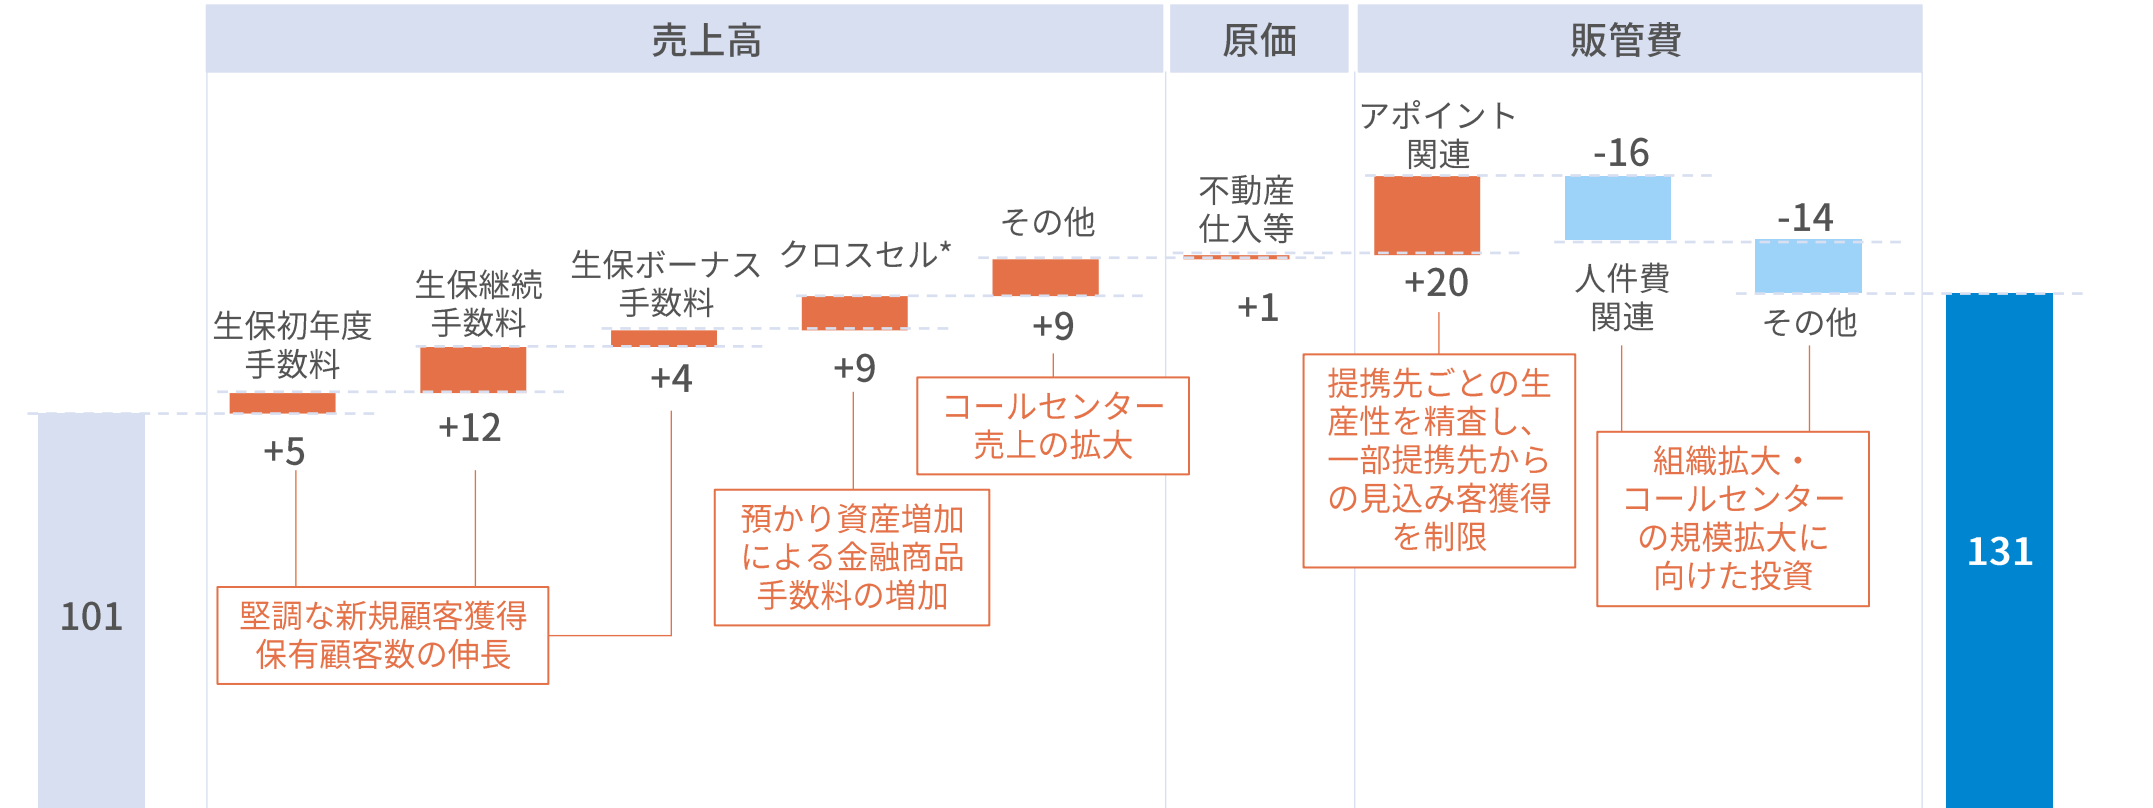 売上高
原価
販管費
101
生保初年度
手数料
+5
生保継続
手数料
+12
生保ボーナス
手数料
+4
クロスセル*
+9
その他
+9
不動産
仕入等
+1
アポイント
関連
+20
-16
人件費
関連
-14
その他
131
堅調な新規顧客獲得
保有顧客数の伸長
預かり資産増加
による金融商品
手数料の増加
コールセンター
売上の拡大
提携先ごとの生
産性を精査し、
一部提携先から
の見込み客獲得
を制限
組織拡大・
コールセンター
の規模拡大に
向けた投資